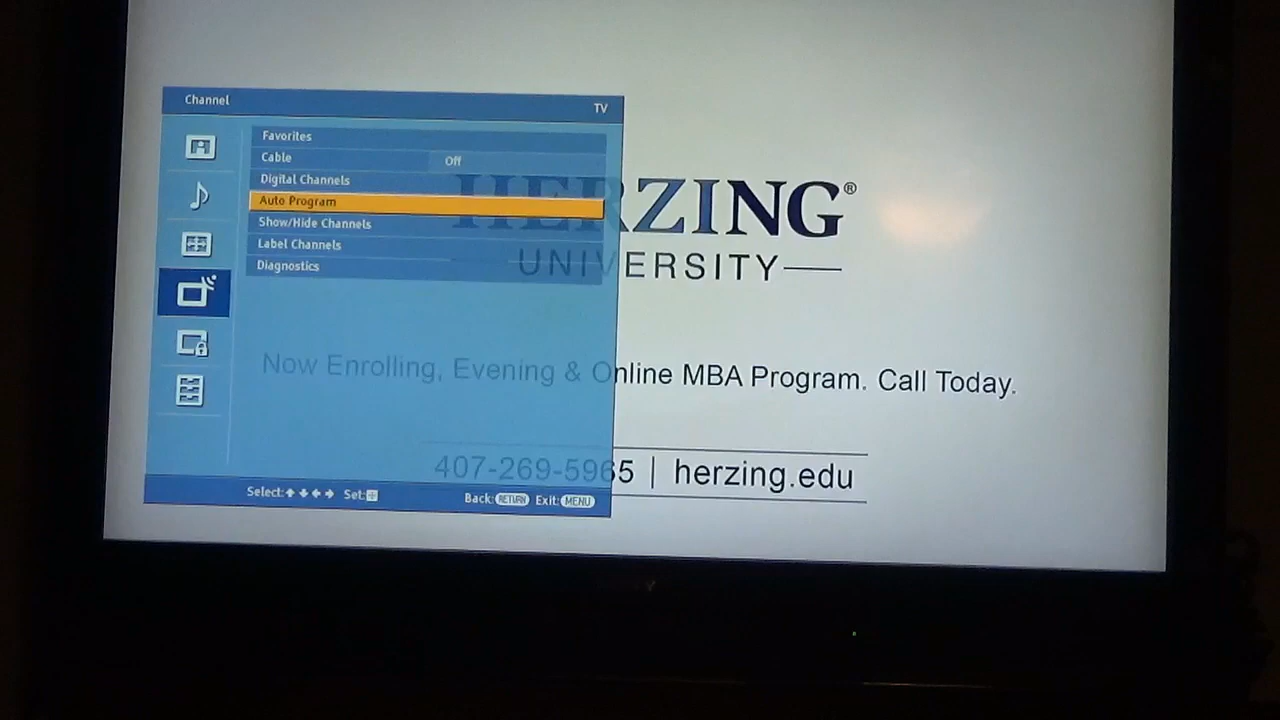 Channel TV
Favorites
Cable Off
Digital Channels
Auto Program
Show/Hide Channels
Label Channels
Diagnostics
Select: Set: Back: RETURN Exit: MENU
HERZING®
UNIVERSITY
Now Enrolling, Evening & Online MBA Program. Call Today.
407-269-5965 | herzing.edu